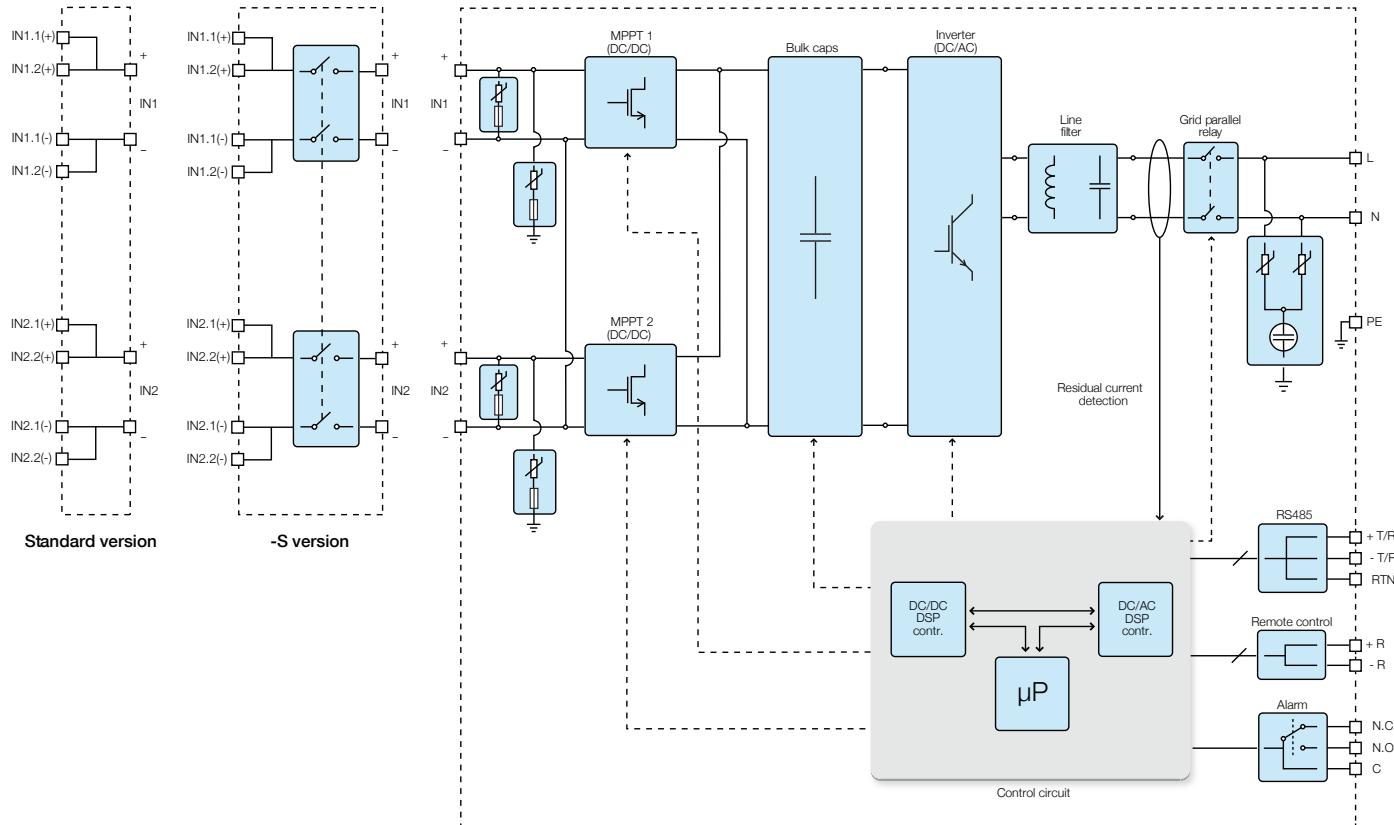 IN1.1(+)
IN1.2(+)
+
IN1
IN1.1(-)
IN1.2(-)
–
IN2.1(+)
IN2.2(+)
+
IN2
IN2.1(-)
IN2.2(-)
–
Standard version
IN1.1(+)
IN1.2(+)
+
IN1
IN1.1(-)
IN1.2(-)
–
IN2.1(+)
IN2.2(+)
+
IN2
IN2.1(-)
IN2.2(-)
–
-S version
+
IN1
–
+
IN2
–
MPPT 1
(DC/DC)
MPPT 2
(DC/DC)
Bulk caps
Inverter
(DC/AC)
Line
filter
Grid parallel
relay
L
N
PE
Residual current
detection
DC/DC
DSP
contr.
DC/AC
DSP
contr.
µP
Control circuit
RS485
+ T/R
- T/R
RTN
Remote control
+ R
- R
Alarm
N.C
N.O
C